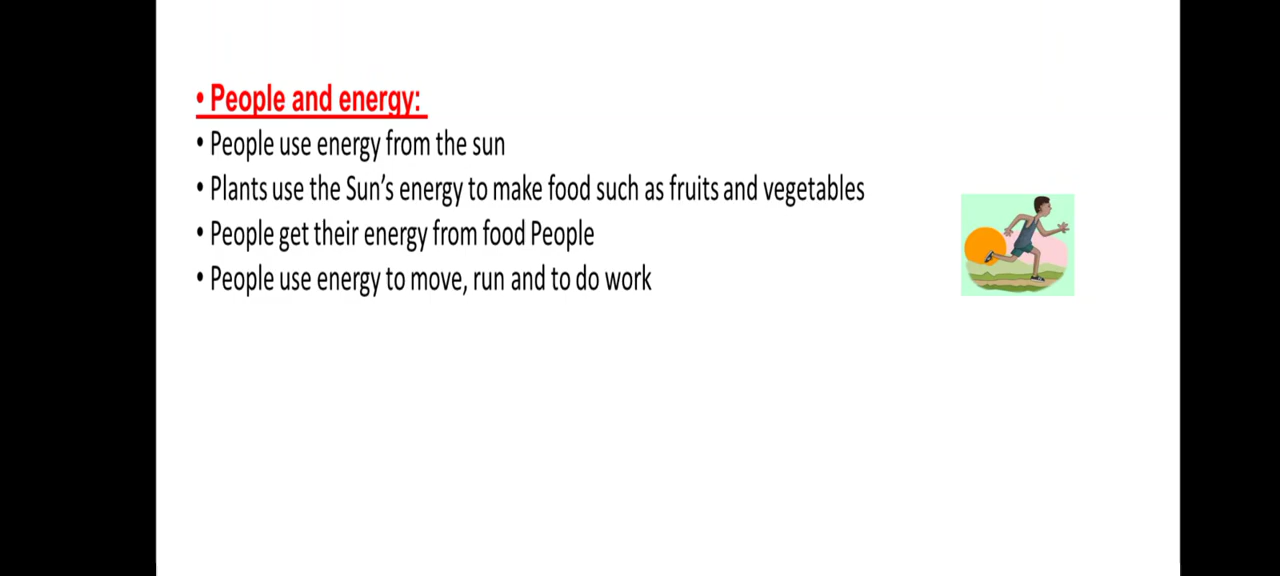 • People and energy:
• People use energy from the sun
• Plants use the Sun’s energy to make food such as fruits and vegetables
• People get their energy from food People
• People use energy to move, run and to do work